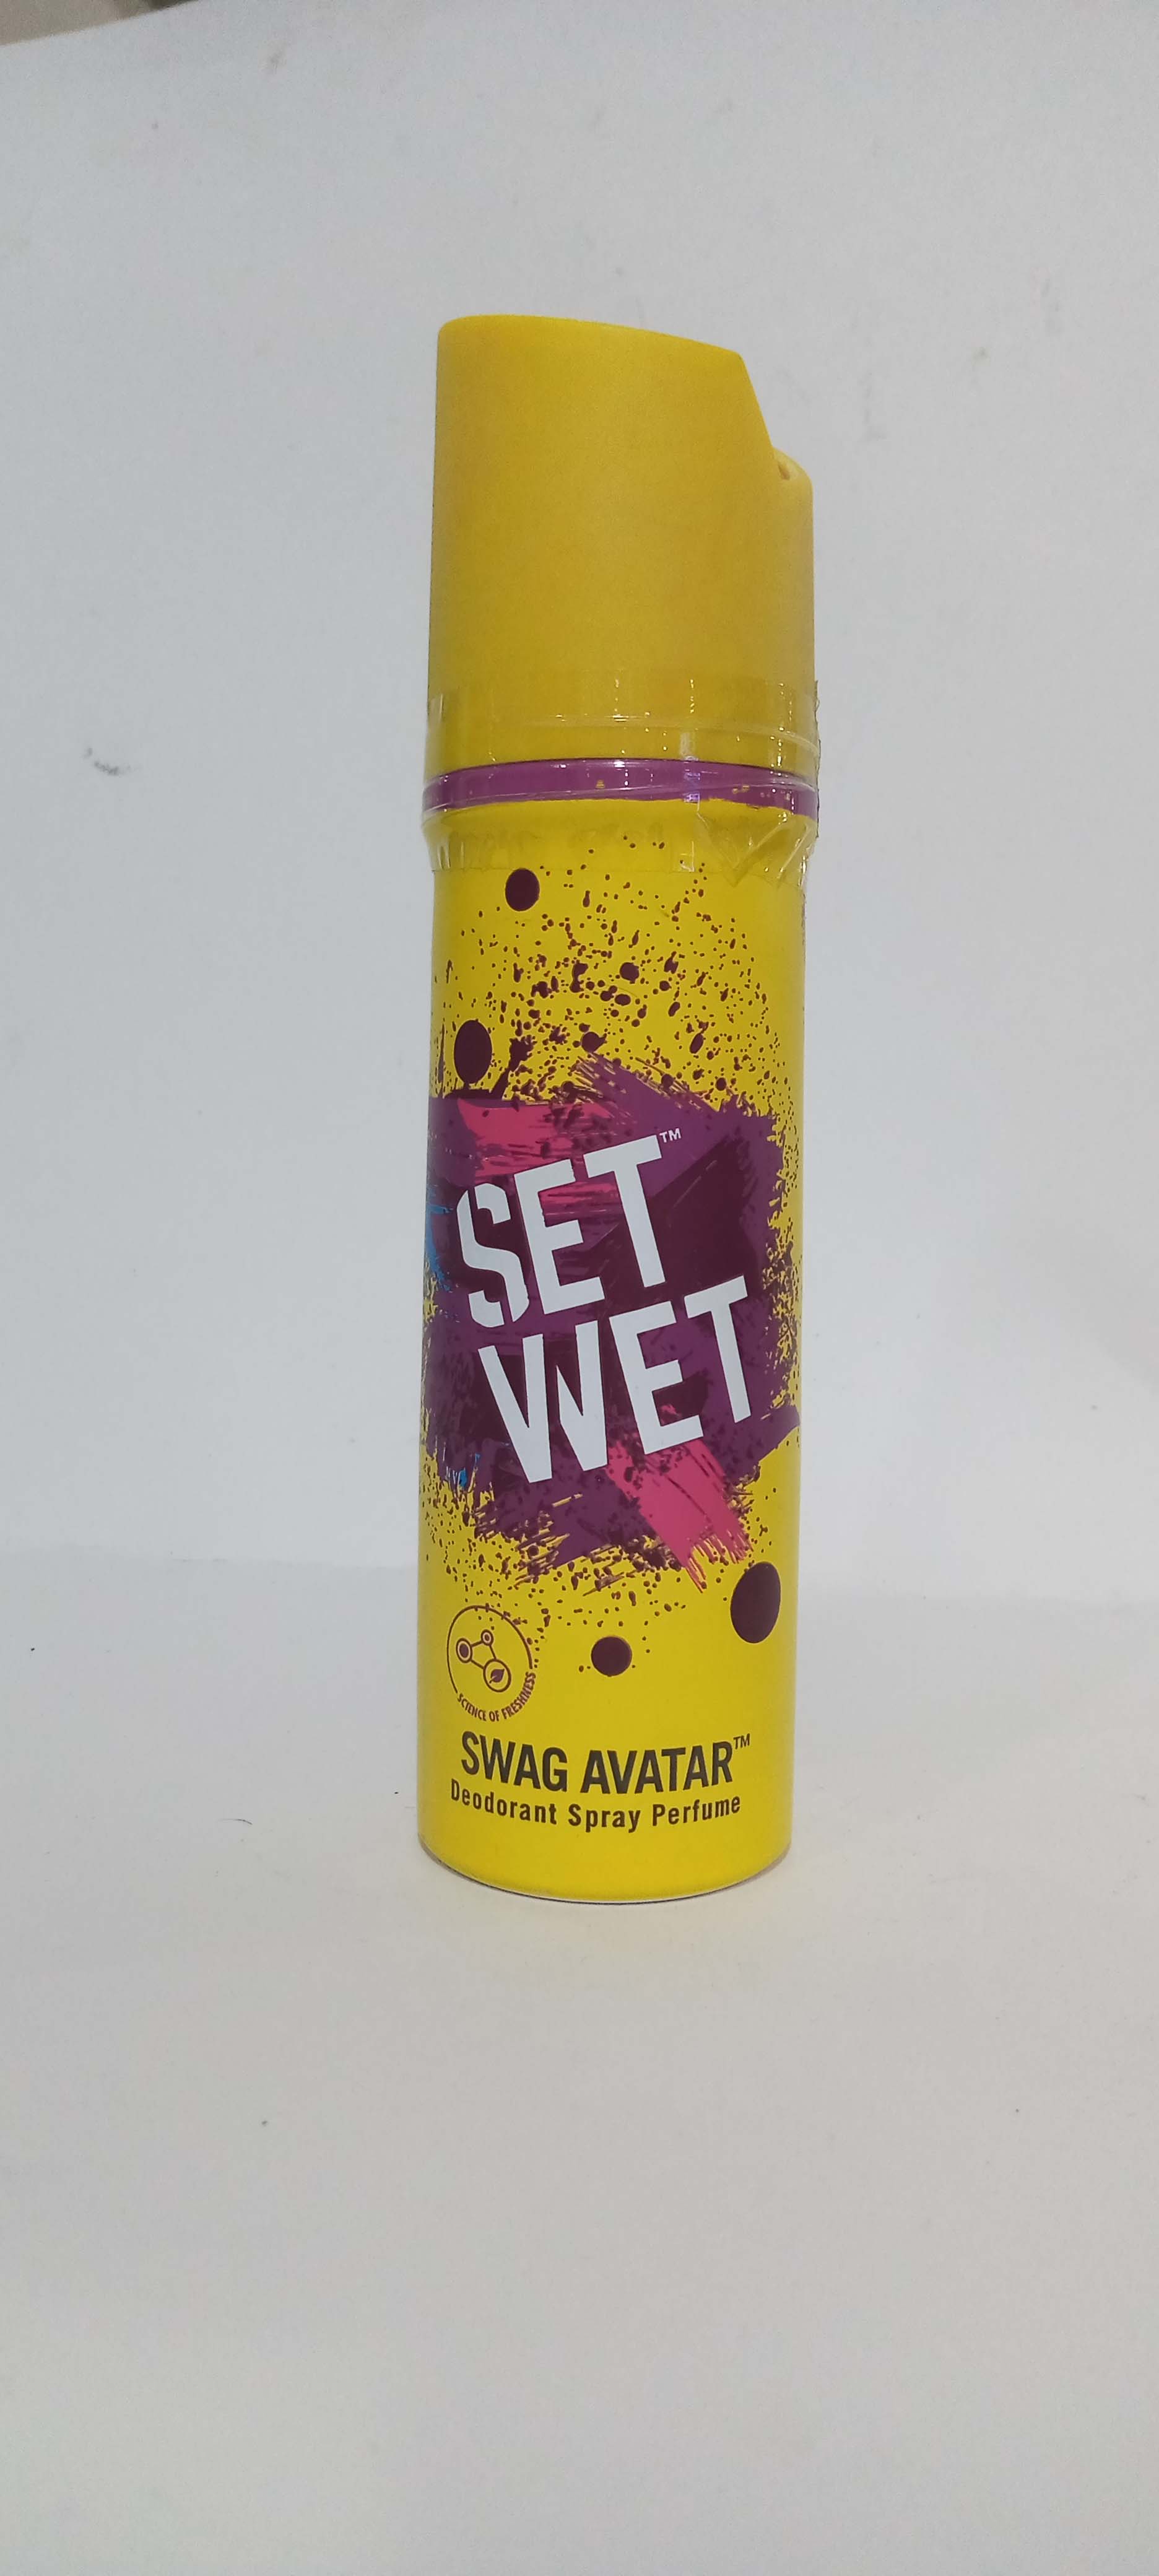 SET™
WET
SCIENCE OF FRESHNESS
SWAG AVATAR™
Deodorant Spray Perfume